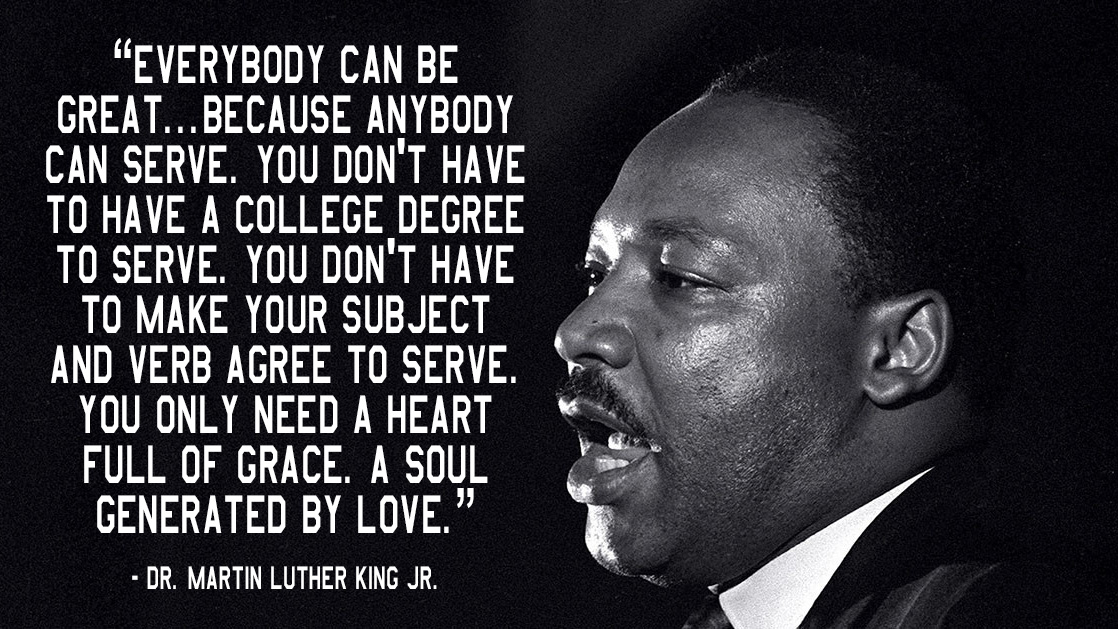 “EVERYBODY CAN BE
GREAT...BECAUSE ANYBODY
CAN SERVE. YOU DON'T HAVE
TO HAVE A COLLEGE DEGREE
TO SERVE. YOU DON'T HAVE
TO MAKE YOUR SUBJECT
AND VERB AGREE TO SERVE.
YOU ONLY NEED A HEART
FULL OF GRACE. A SOUL
GENERATED BY LOVE.”
- DR. MARTIN LUTHER KING JR.